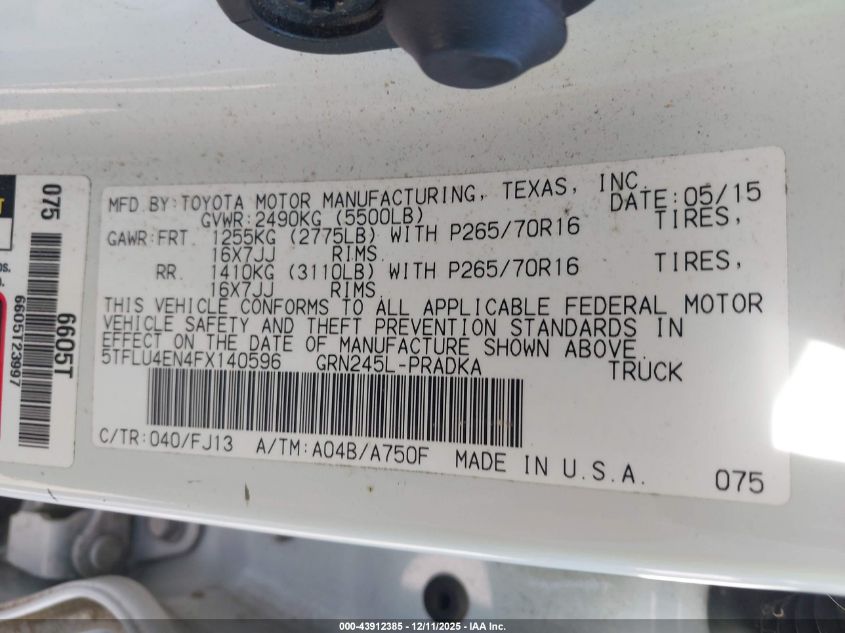 MFD BY:TOYOTA MOTOR MANUFACTURING, TEXAS, INC. DATE:05/15
GVWR:2490KG (5500LB)
GAWR:FRT. 1255KG (2775LB) WITH P265/70R16 TIRES,
16X7JJ RIMS,
RR. 1410KG (3110LB) WITH P265/70R16 TIRES,
16X7JJ RIMS
THIS VEHICLE CONFORMS TO ALL APPLICABLE FEDERAL MOTOR
VEHICLE SAFETY AND THEFT PREVENTION STANDARDS IN
EFFECT ON THE DATE OF MANUFACTURE SHOWN ABOVE.
5TFLU4EN4FX140596 GRN245L-PRADKA TRUCK
C/TR:040/FJ13 A/TM:A04B/A750F MADE IN U.S.A. 075
075
6605T
6605123997
000-43912385 - 12/11/2025 - IAA Inc.